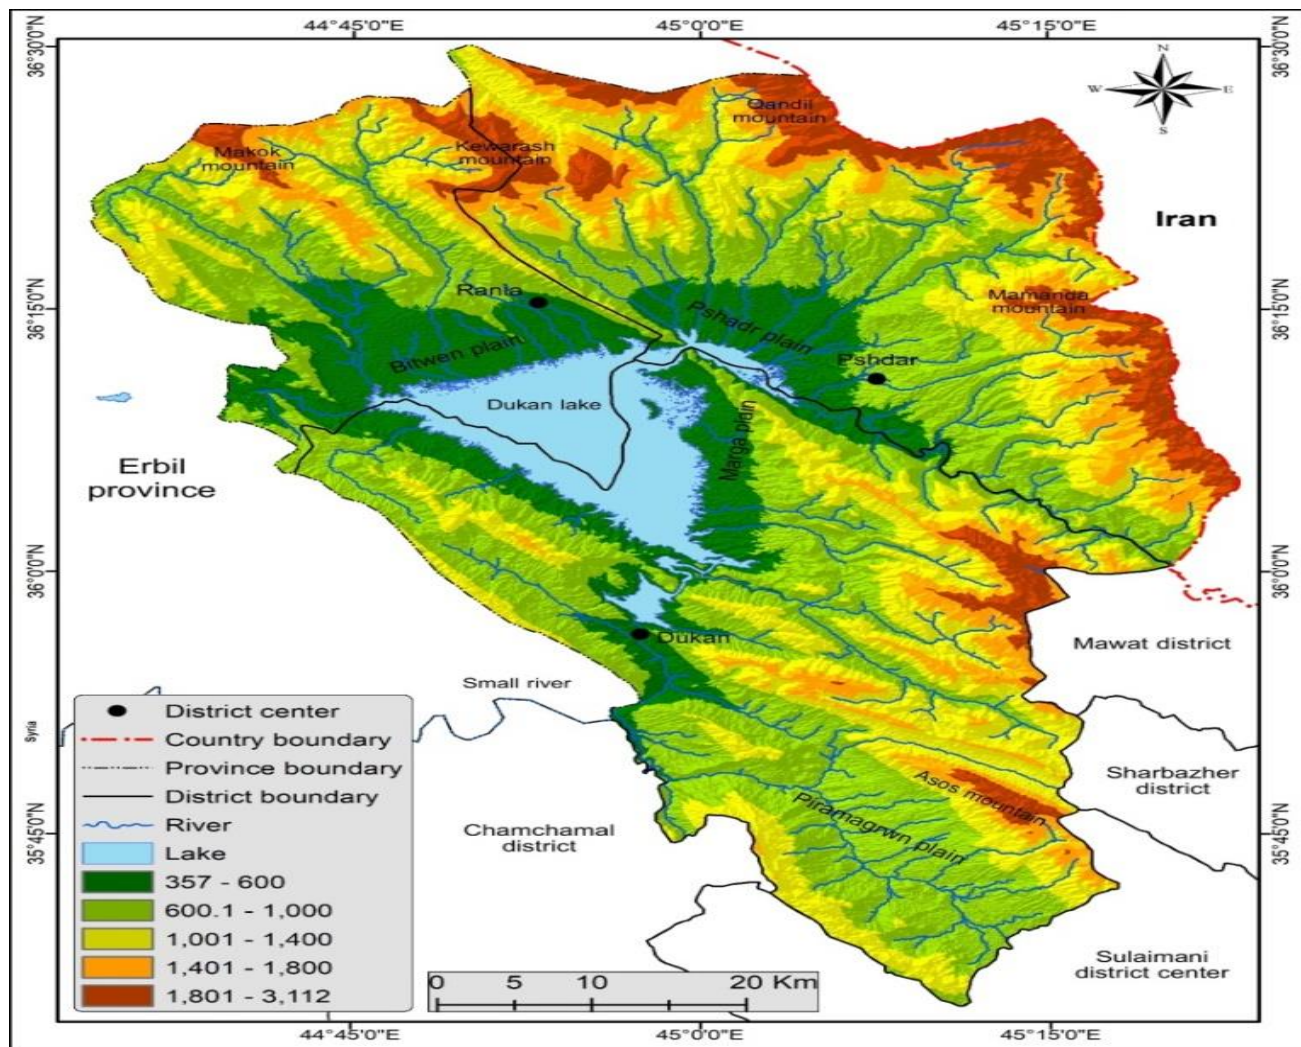 44°45'0"E 45°0'0"E 45°15'0"E
36°30'0"N
36°30'0"N
N
W E
S
Qandil
mountain
Makok
mountain
Kewarash
mountain
Iran
Mamanda
mountain
36°15'0"N
36°15'0"N
Rania
Pshadr plain
Bitwen plain
Pshdar
Dukan lake
Marga plain
Erbil
province
36°0'0"N
36°0'0"N
Dukan
Mawat district
Small river
Syria
Sharbazher
district
Asos mountain
Piramagrwn plain
Chamchamal
district
35°45'0"N
35°45'0"N
Sulaimani
district center
District center
Country boundary
Province boundary
District boundary
River
Lake
357 - 600
600.1 - 1,000
1,001 - 1,400
1,401 - 1,800
1,801 - 3,112
0 5 10 20 Km
44°45'0"E 45°0'0"E 45°15'0"E